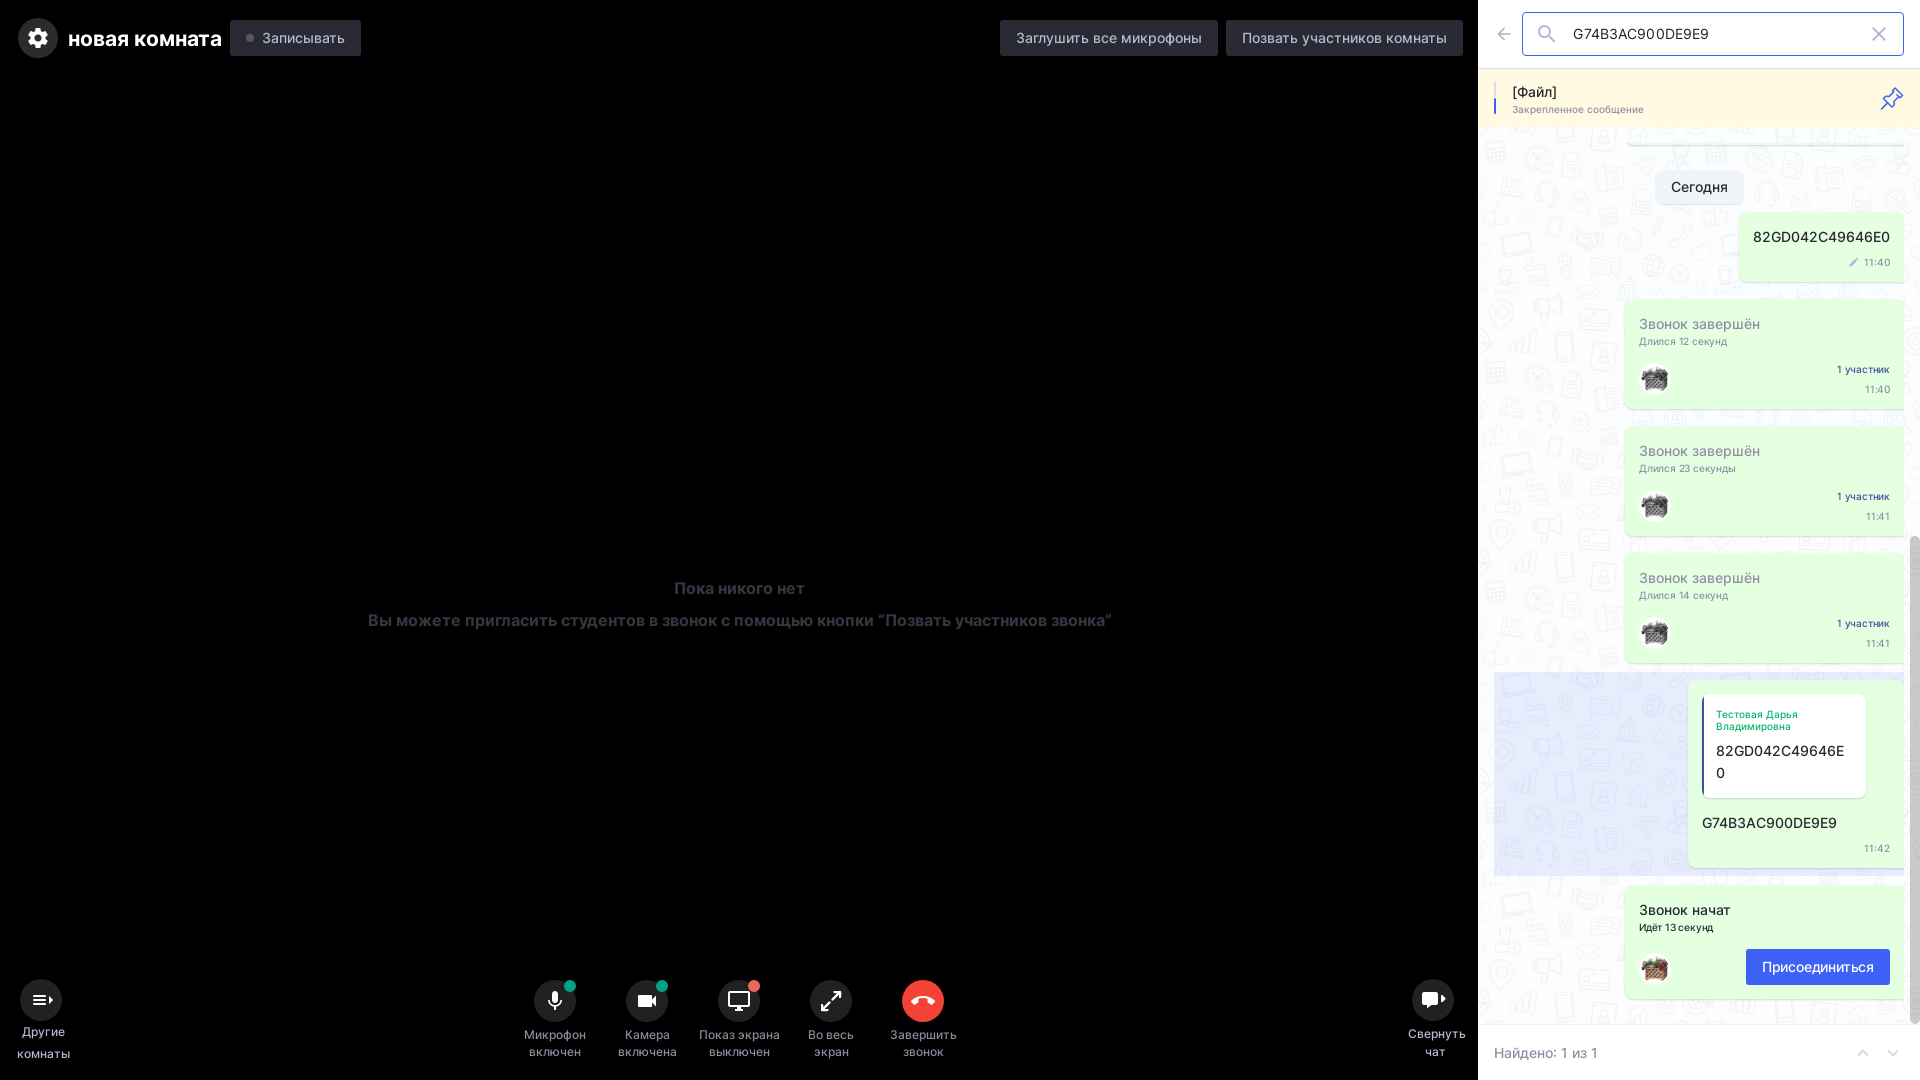 новая комната
Записывать
Заглушить все микрофоны
Позвать участников комнаты
Пока никого нет
Вы можете пригласить студентов в звонок с помощью кнопки “Позвать участников звонка”
Другие
комнаты
Микрофон
включен
Камера
включена
Показ экрана
выключен
Во весь
экран
Завершить
звонок
Свернуть
чат
G74B3AC900DE9E9
[Файл]
Закрепленное сообщение
Сегодня
82GD042C49646E0
11:40
Звонок завершён
Длился 12 секунд
1 участник
11:40
Звонок завершён
Длился 23 секунды
1 участник
11:41
Звонок завершён
Длился 14 секунд
1 участник
11:41
Тестовая Дарья
Владимировна
82GD042C49646E
0
G74B3AC900DE9E9
11:42
Звонок начат
Идёт 13 секунд
Присоединиться
Найдено: 1 из 1